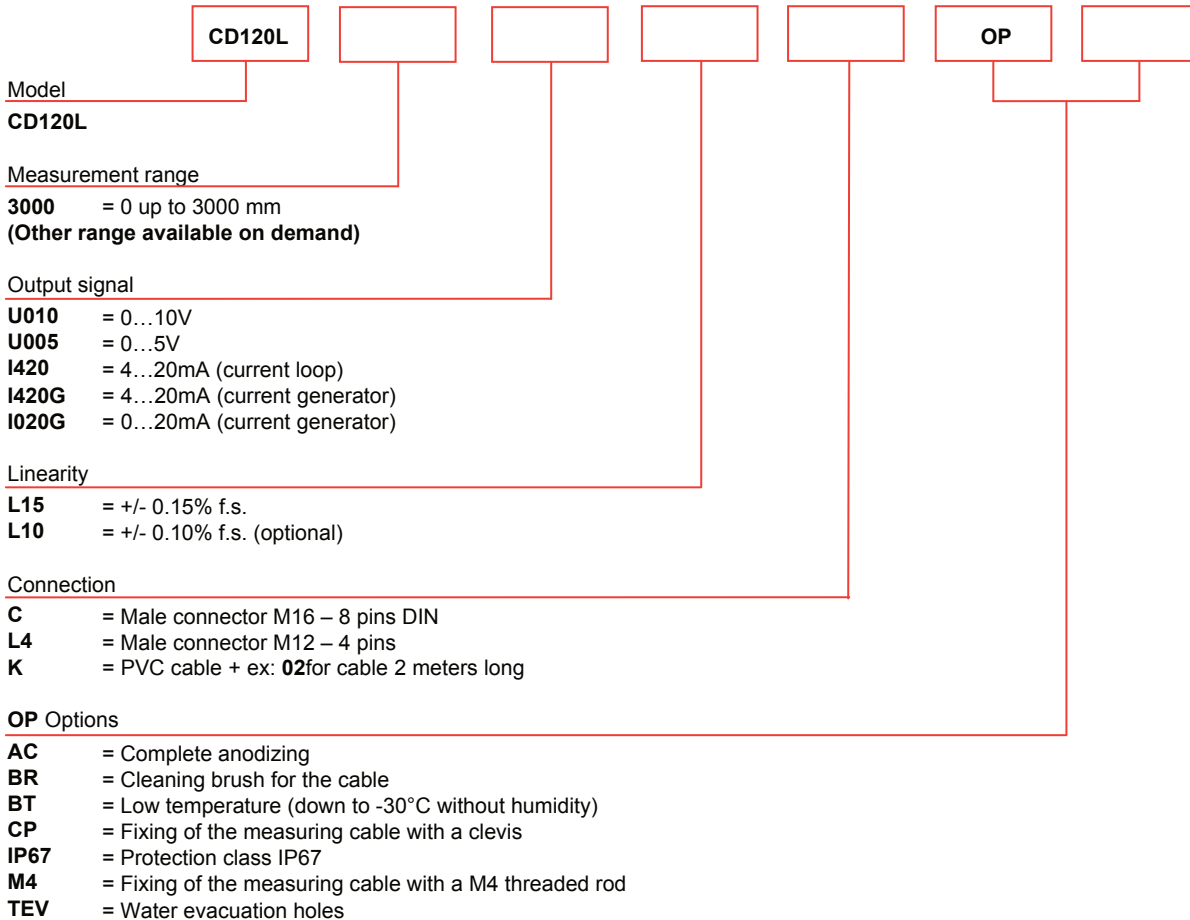 CD120L OP
Model
CD120L
Measurement range
3000 = 0 up to 3000 mm
(Other range available on demand)
Output signal
U010 = 0…10V
U005 = 0…5V
I420 = 4…20mA (current loop)
I420G = 4…20mA (current generator)
I020G = 0…20mA (current generator)
Linearity
L15 = +/- 0.15% f.s.
L10 = +/- 0.10% f.s. (optional)
Connection
C = Male connector M16 – 8 pins DIN
L4 = Male connector M12 – 4 pins
K = PVC cable + ex: 02for cable 2 meters long
OP Options
AC = Complete anodizing
BR = Cleaning brush for the cable
BT = Low temperature (down to -30°C without humidity)
CP = Fixing of the measuring cable with a clevis
IP67 = Protection class IP67
M4 = Fixing of the measuring cable with a M4 threaded rod
TEV = Water evacuation holes